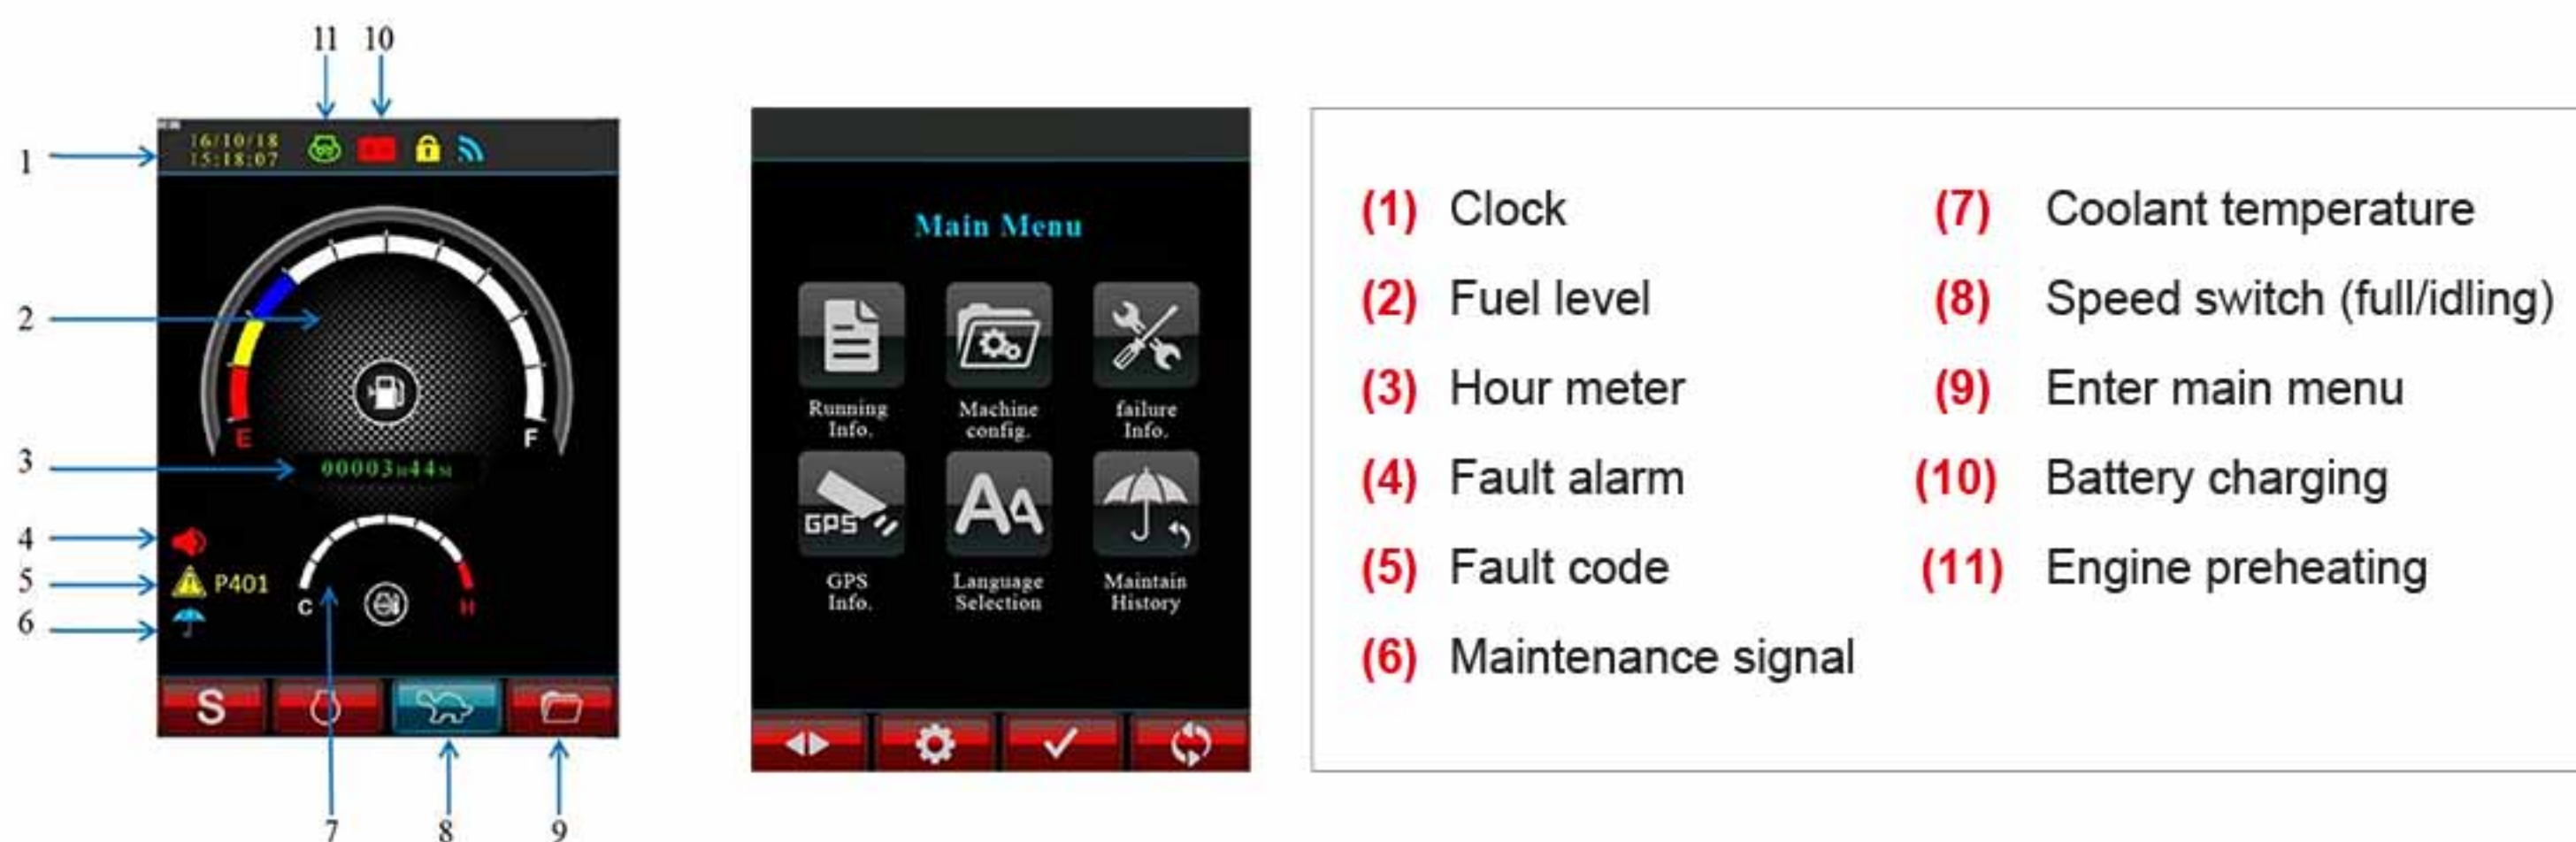 11 10
1
16/10/18
15:18:07
2
E
F
3
00003H44M
4
5
P401
6
C
H
S
7
8
9
Main Menu
Running
Info.
Machine
config.
failure
Info.
GPS
GPS
Info.
AA
Language
Selection
Maintain
History
(1) Clock
(2) Fuel level
(3) Hour meter
(4) Fault alarm
(5) Fault code
(6) Maintenance signal
(7) Coolant temperature
(8) Speed switch (full/idling)
(9) Enter main menu
(10) Battery charging
(11) Engine preheating